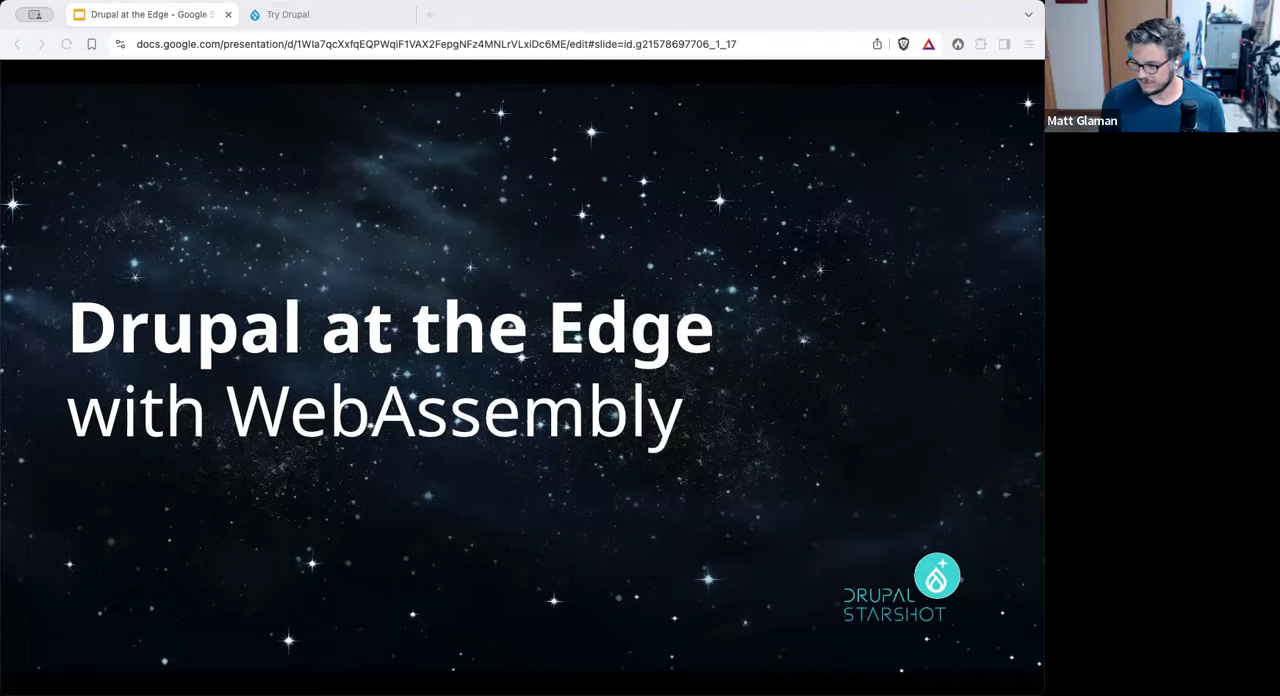 Drupal at the Edge - Google S
Try Drupal
docs.google.com/presentation/d/1WIa7qcXxfqEQPWqiF1VAX2FepgNFz4MNLrVLxiDc6ME/edit#slide=id.g21578697706_1_17
Matt Glaman
Drupal at the Edge
with WebAssembly
DRUPAL
STARSHOT